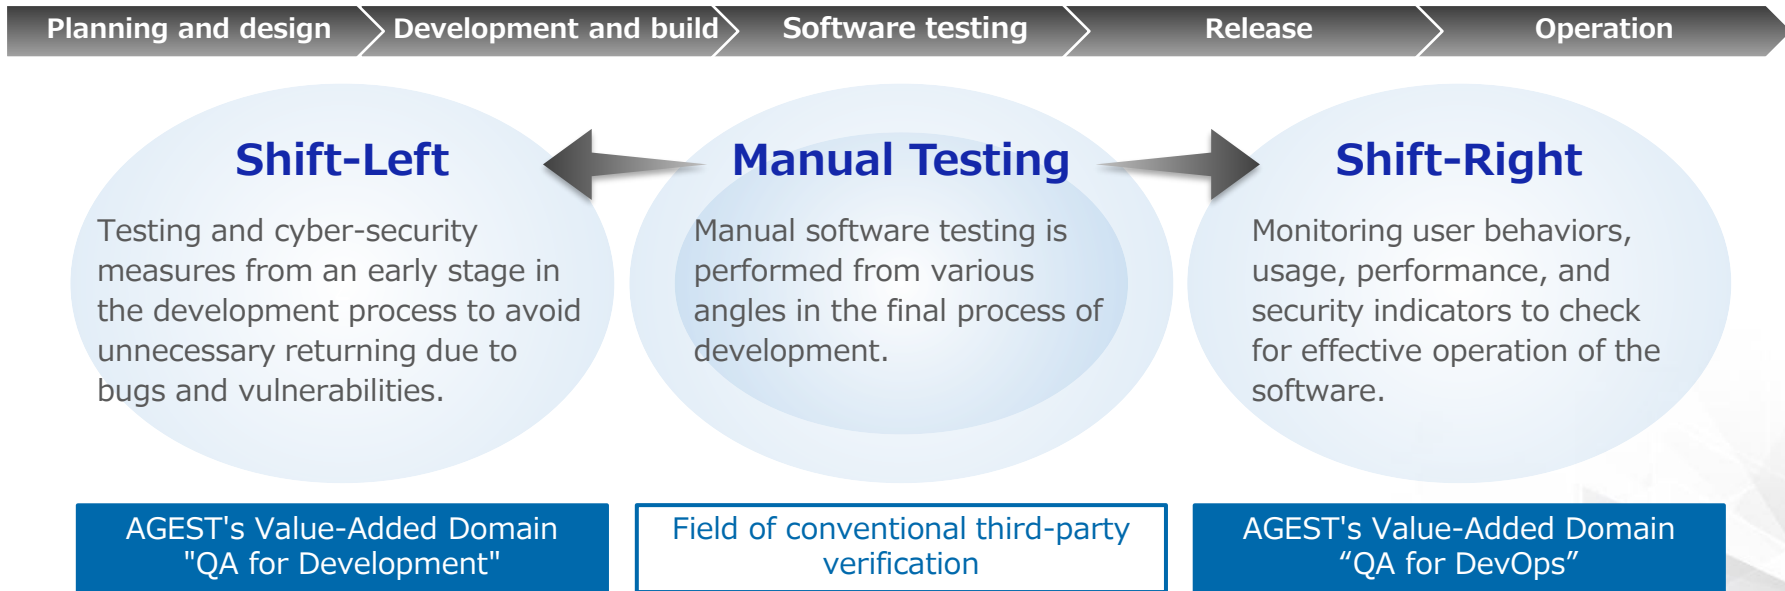 Planning and design
Development and build
Software testing
Release
Operation
Shift-Left
Testing and cyber-security
measures from an early stage in
the development process to avoid
unnecessary returning due to
bugs and vulnerabilities.
Manual Testing
Manual software testing is
performed from various
angles in the final process of
development.
Shift-Right
Monitoring user behaviors,
usage, performance, and
security indicators to check
for effective operation of the
software.
AGEST's Value-Added Domain
"QA for Development"
Field of conventional third-party
verification
AGEST's Value-Added Domain
“QA for DevOps”